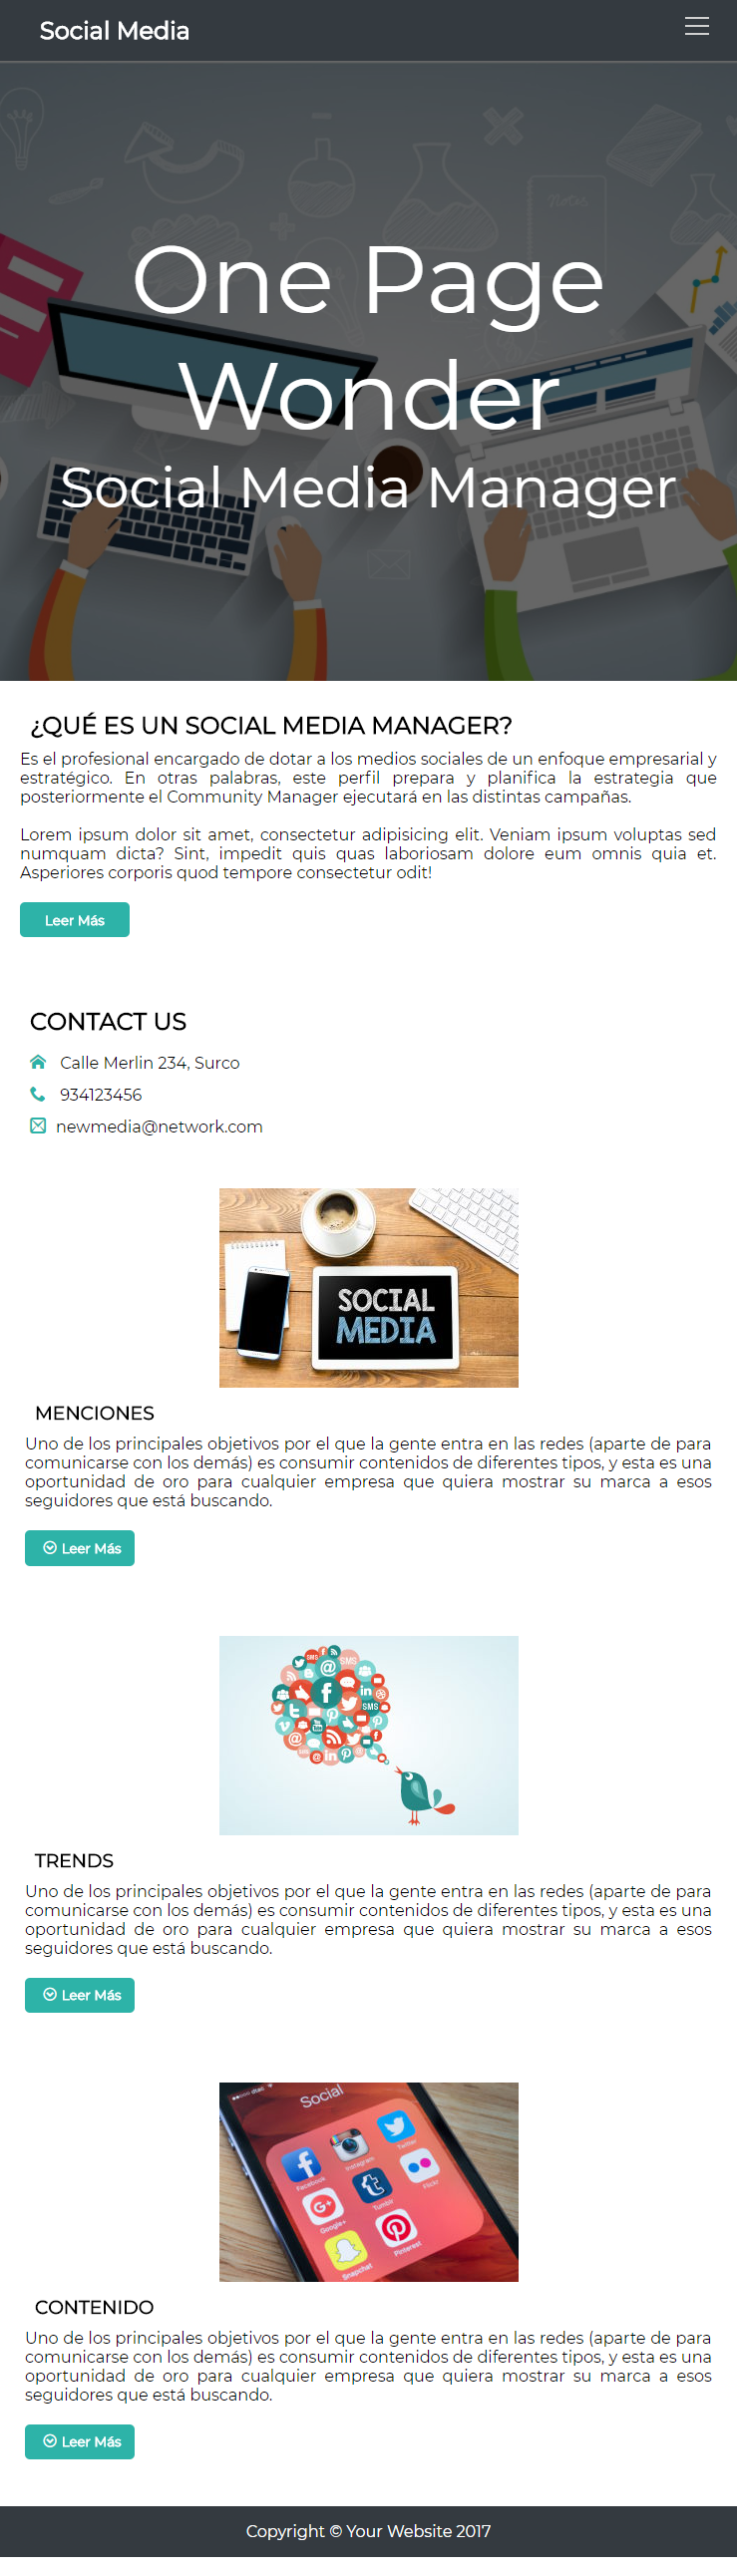 Social Media
Notes
One Page
Wonder
Social Media Manager
¿QUÉ ES UN SOCIAL MEDIA MANAGER?
Es el profesional encargado de dotar a los medios sociales de un enfoque empresarial y
estratégico. En otras palabras, este perfil prepara y planifica la estrategia que
posteriormente el Community Manager ejecutará en las distintas campañas.
Lorem ipsum dolor sit amet, consectetur adipisicing elit. Veniam ipsum voluptas sed
numquam dicta? Sint, impedit quis quas laboriosam dolore eum omnis quia et.
Asperiores corporis quod tempore consectetur odit!
Leer Más
CONTACT US
Calle Merlin 234, Surco
934123456
newmedia@network.com
SOCIAL
MEDIA
MENCIONES
Uno de los principales objetivos por el que la gente entra en las redes (aparte de para
comunicarse con los demás) es consumir contenidos de diferentes tipos, y esta es una
oportunidad de oro para cualquier empresa que quiera mostrar su marca a esos
seguidores que está buscando.
Leer Más
SMS
SMS
SMS
TRENDS
Uno de los principales objetivos por el que la gente entra en las redes (aparte de para
comunicarse con los demás) es consumir contenidos de diferentes tipos, y esta es una
oportunidad de oro para cualquier empresa que quiera mostrar su marca a esos
seguidores que está buscando.
Leer Más
Social
Facebook
Instagram
Twitter
Google+
Tumblr
Flickr
Snapchat
Pinterest
CONTENIDO
Uno de los principales objetivos por el que la gente entra en las redes (aparte de para
comunicarse con los demás) es consumir contenidos de diferentes tipos, y esta es una
oportunidad de oro para cualquier empresa que quiera mostrar su marca a esos
seguidores que está buscando.
Leer Más
Copyright © Your Website 2017